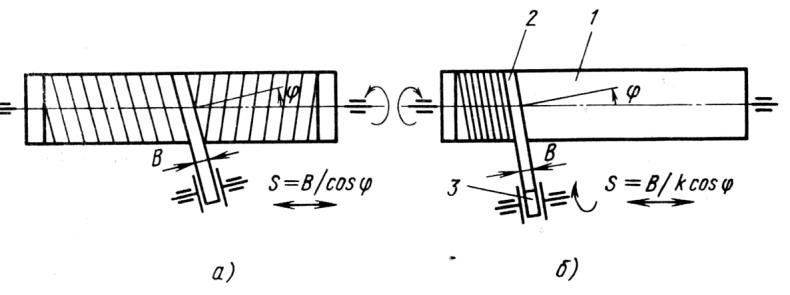 2 1
φ φ
B B
3
S = B/cos φ S = B/k cos φ
а) б)